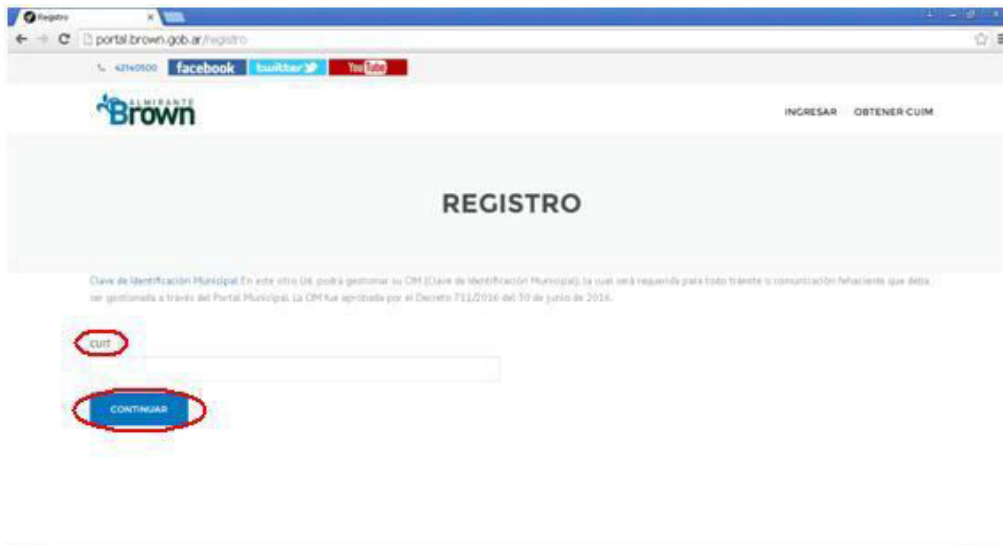 Registro
portal.brown.gob.ar/registro
42140500 facebook twitter YouTube
ALMIRANTE
Brown
INGRESAR OBTENER CUIM
REGISTRO
Clave de Identificación Municipal En este sitio Ud. podrá gestionar su CIM (Clave de Identificación Municipal), la cual será requerida para todo trámite o comunicación fehaciente que deba
ser gestionada a través del Portal Municipal. La CIM fue aprobada por el Decreto 711/2016 del 30 de junio de 2016.
CUIT
CONTINUAR